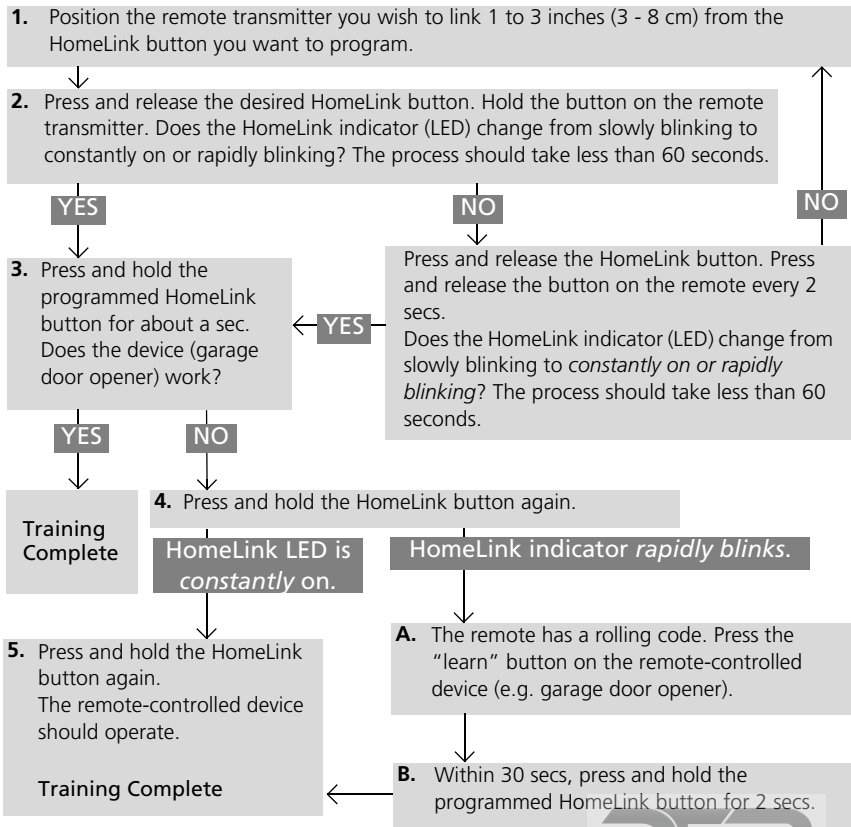 1. Position the remote transmitter you wish to link 1 to 3 inches (3 - 8 cm) from the
HomeLink button you want to program.
2. Press and release the desired HomeLink button. Hold the button on the remote
transmitter. Does the HomeLink indicator (LED) change from slowly blinking to
constantly on or rapidly blinking? The process should take less than 60 seconds.
YES
NO
NO
Press and release the HomeLink button. Press
and release the button on the remote every 2
secs.
Does the HomeLink indicator (LED) change from
slowly blinking to constantly on or rapidly
blinking? The process should take less than 60
seconds.
YES
3. Press and hold the
programmed HomeLink
button for about a sec.
Does the device (garage
door opener) work?
YES
NO
Training
Complete
4. Press and hold the HomeLink button again.
HomeLink LED is
constantly on.
HomeLink indicator rapidly blinks.
5. Press and hold the HomeLink
button again.
The remote-controlled device
should operate.
Training Complete
A. The remote has a rolling code. Press the
“learn” button on the remote-controlled
device (e.g. garage door opener).
B. Within 30 secs, press and hold the
programmed HomeLink button for 2 secs.